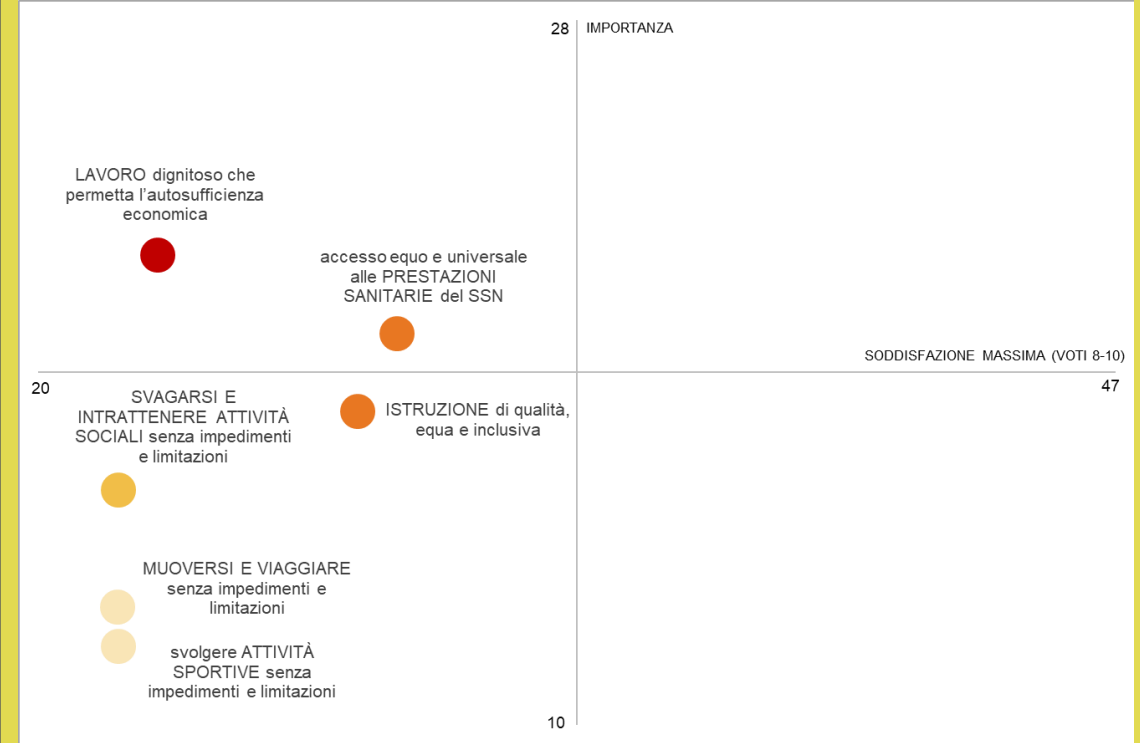 28 IMPORTANZA
LAVORO dignitoso che
permetta l'autosufficienza
economica
accesso equo e universale
alle PRESTAZIONI
SANITARIE del SSN
SODDISFAZIONE MASSIMA (VOTI 8-10)
20
47
SVAGARSI E
INTRATTENERE ATTIVITÀ
SOCIALI senza impedimenti
e limitazioni
ISTRUZIONE di qualità,
equa e inclusiva
MUOVERSI E VIAGGIARE
senza impedimenti e
limitazioni
svolgere ATTIVITÀ
SPORTIVE senza
impedimenti e limitazioni
10